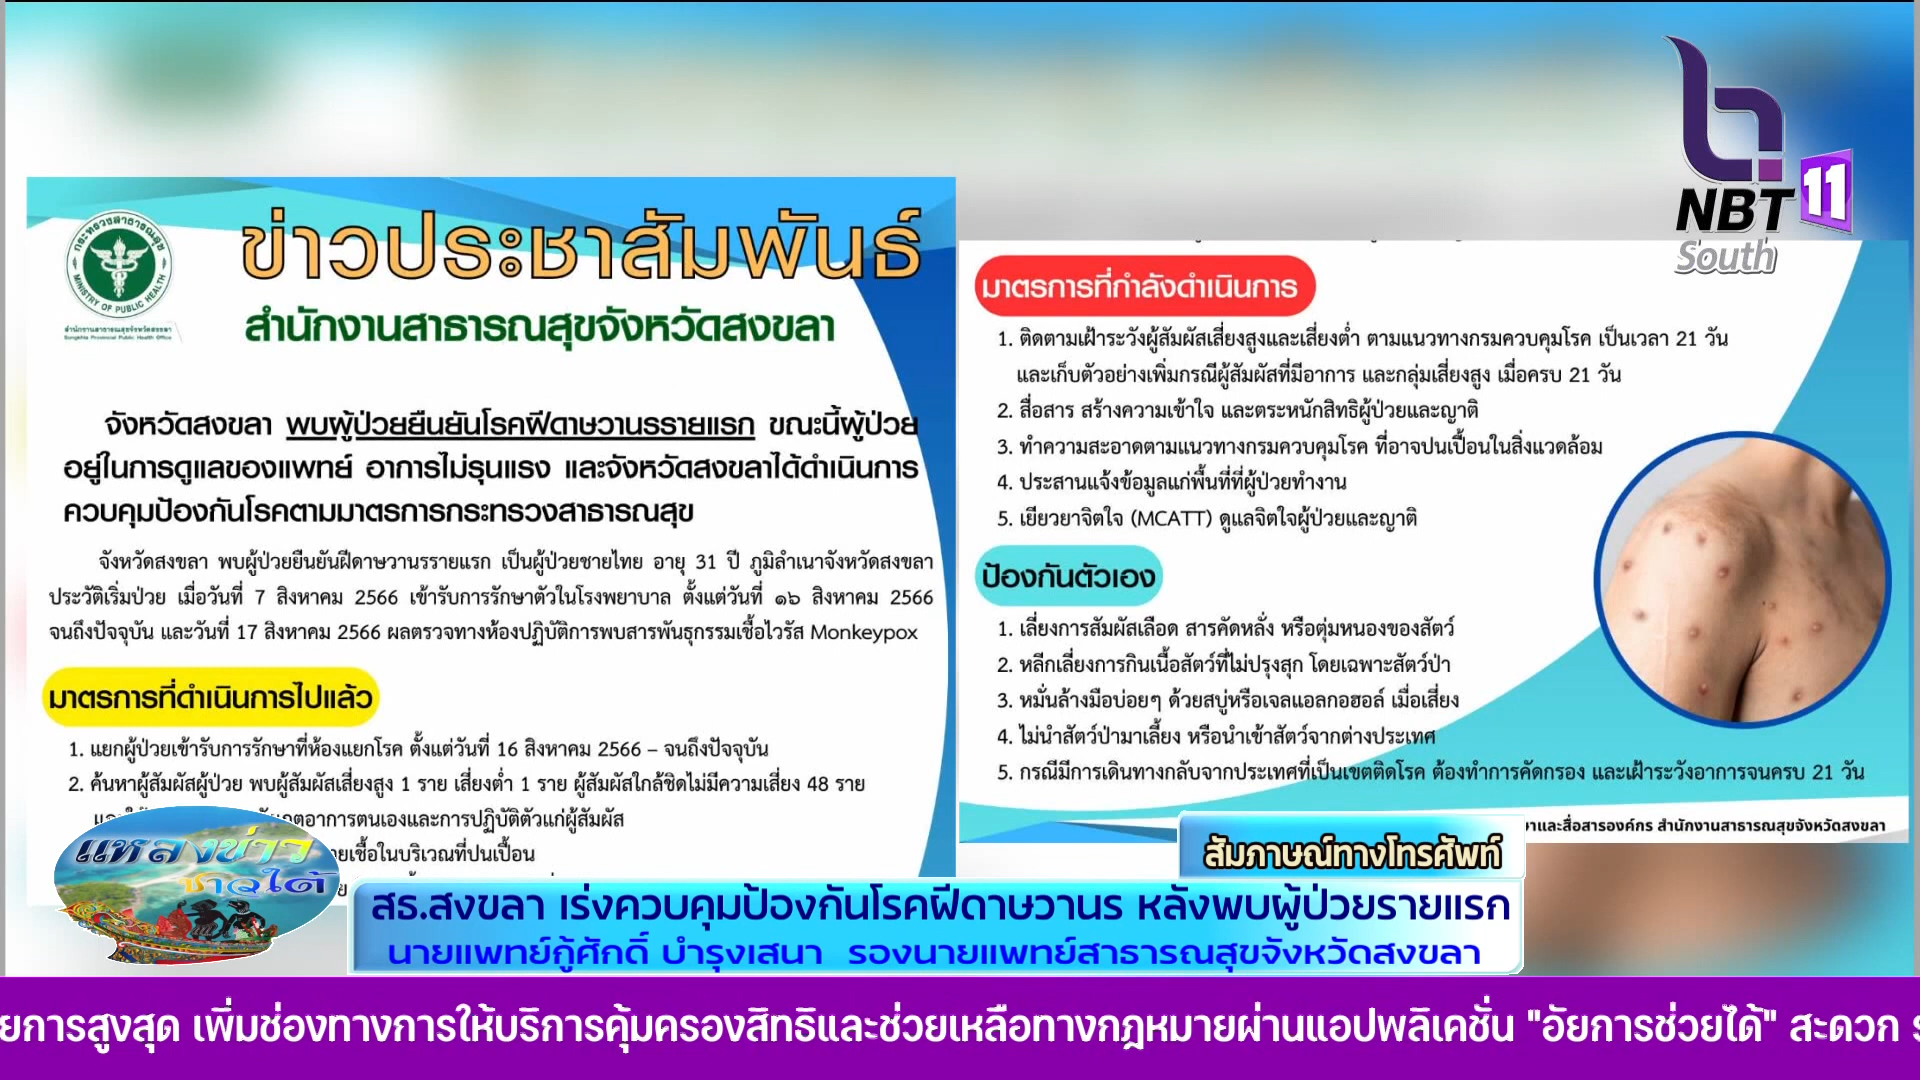 กระทรวงสาธารณสุข
MINISTRY OF PUBLIC HEALTH
สำนักงานสาธารณสุขจังหวัดสงขลา
Songkhla Provincial Public Health Office
ข่าวประชาสัมพันธ์
สำนักงานสาธารณสุขจังหวัดสงขลา
จังหวัดสงขลา พบผู้ป่วยยืนยันโรคฝีดาษวานรรายแรก ขณะนี้ผู้ป่วย
อยู่ในการดูแลของแพทย์ อาการไม่รุนแรง และจังหวัดสงขลาได้ดำเนินการ
ควบคุมป้องกันโรคตามมาตรการกระทรวงสาธารณสุข
จังหวัดสงขลา พบผู้ป่วยยืนยันฝีดาษวานรรายแรก เป็นผู้ป่วยชายไทย อายุ 31 ปี ภูมิลำเนาจังหวัดสงขลา
ประวัติเริ่มป่วย เมื่อวันที่ 7 สิงหาคม 2566 เข้ารับการรักษาตัวในโรงพยาบาล ตั้งแต่วันที่ ๑๖ สิงหาคม 2566
จนถึงปัจจุบัน และวันที่ 17 สิงหาคม 2566 ผลตรวจทางห้องปฏิบัติการพบสารพันธุกรรมเชื้อไวรัส Monkeypox
มาตรการที่ดำเนินการไปแล้ว
1. แยกผู้ป่วยเข้ารับการรักษาที่ห้องแยกโรค ตั้งแต่วันที่ 16 สิงหาคม 2566 – จนถึงปัจจุบัน
2. ค้นหาผู้สัมผัสผู้ป่วย พบผู้สัมผัสเสี่ยงสูง 1 ราย เสี่ยงต่ำ 1 ราย ผู้สัมผัสใกล้ชิดไม่มีความเสี่ยง 48 ราย
อาการตนเองและการปฏิบัติตัวแก่ผู้สัมผัส
เชื้อในบริเวณที่ปนเปื้อน
มาตรการที่กำลังดำเนินการ
1. ติดตามเฝ้าระวังผู้สัมผัสเสี่ยงสูงและเสี่ยงต่ำ ตามแนวทางกรมควบคุมโรค เป็นเวลา 21 วัน
และเก็บตัวอย่างเพิ่มกรณีผู้สัมผัสที่มีอาการ และกลุ่มเสี่ยงสูง เมื่อครบ 21 วัน
2. สื่อสาร สร้างความเข้าใจ และตระหนักสิทธิผู้ป่วยและญาติ
3. ทำความสะอาดตามแนวทางกรมควบคุมโรค ที่อาจปนเปื้อนในสิ่งแวดล้อม
4. ประสานแจ้งข้อมูลแก่พื้นที่ที่ผู้ป่วยทำงาน
5. เยียวยาจิตใจ (MCATT) ดูแลจิตใจผู้ป่วยและญาติ
ป้องกันตัวเอง
1. เลี่ยงการสัมผัสเลือด สารคัดหลั่ง หรือตุ่มหนองของสัตว์
2. หลีกเลี่ยงการกินเนื้อสัตว์ที่ไม่ปรุงสุก โดยเฉพาะสัตว์ป่า
3. หมั่นล้างมือบ่อยๆ ด้วยสบู่หรือเจลแอลกอฮอล์ เมื่อเสี่ยง
4. ไม่นำสัตว์ป่ามาเลี้ยง หรือนำเข้าสัตว์จากต่างประเทศ
5. กรณีมีการเดินทางกลับจากประเทศที่เป็นเขตติดโรค ต้องทำการคัดกรอง และเฝ้าระวังอาการจนครบ 21 วัน
และสื่อสารองค์กร สำนักงานสาธารณสุขจังหวัดสงขลา
NBT 11
South
แหลงข่าว
ชาวใต้
สัมภาษณ์ทางโทรศัพท์
สธ.สงขลา เร่งควบคุมป้องกันโรคฝีดาษวานร หลังพบผู้ป่วยรายแรก
นายแพทย์กู้ศักดิ์ บำรุงเสนา รองนายแพทย์สาธารณสุขจังหวัดสงขลา
ยการสูงสุด เพิ่มช่องทางการให้บริการคุ้มครองสิทธิและช่วยเหลือทางกฎหมายผ่านแอปพลิเคชั่น "อัยการช่วยได้" สะดวก